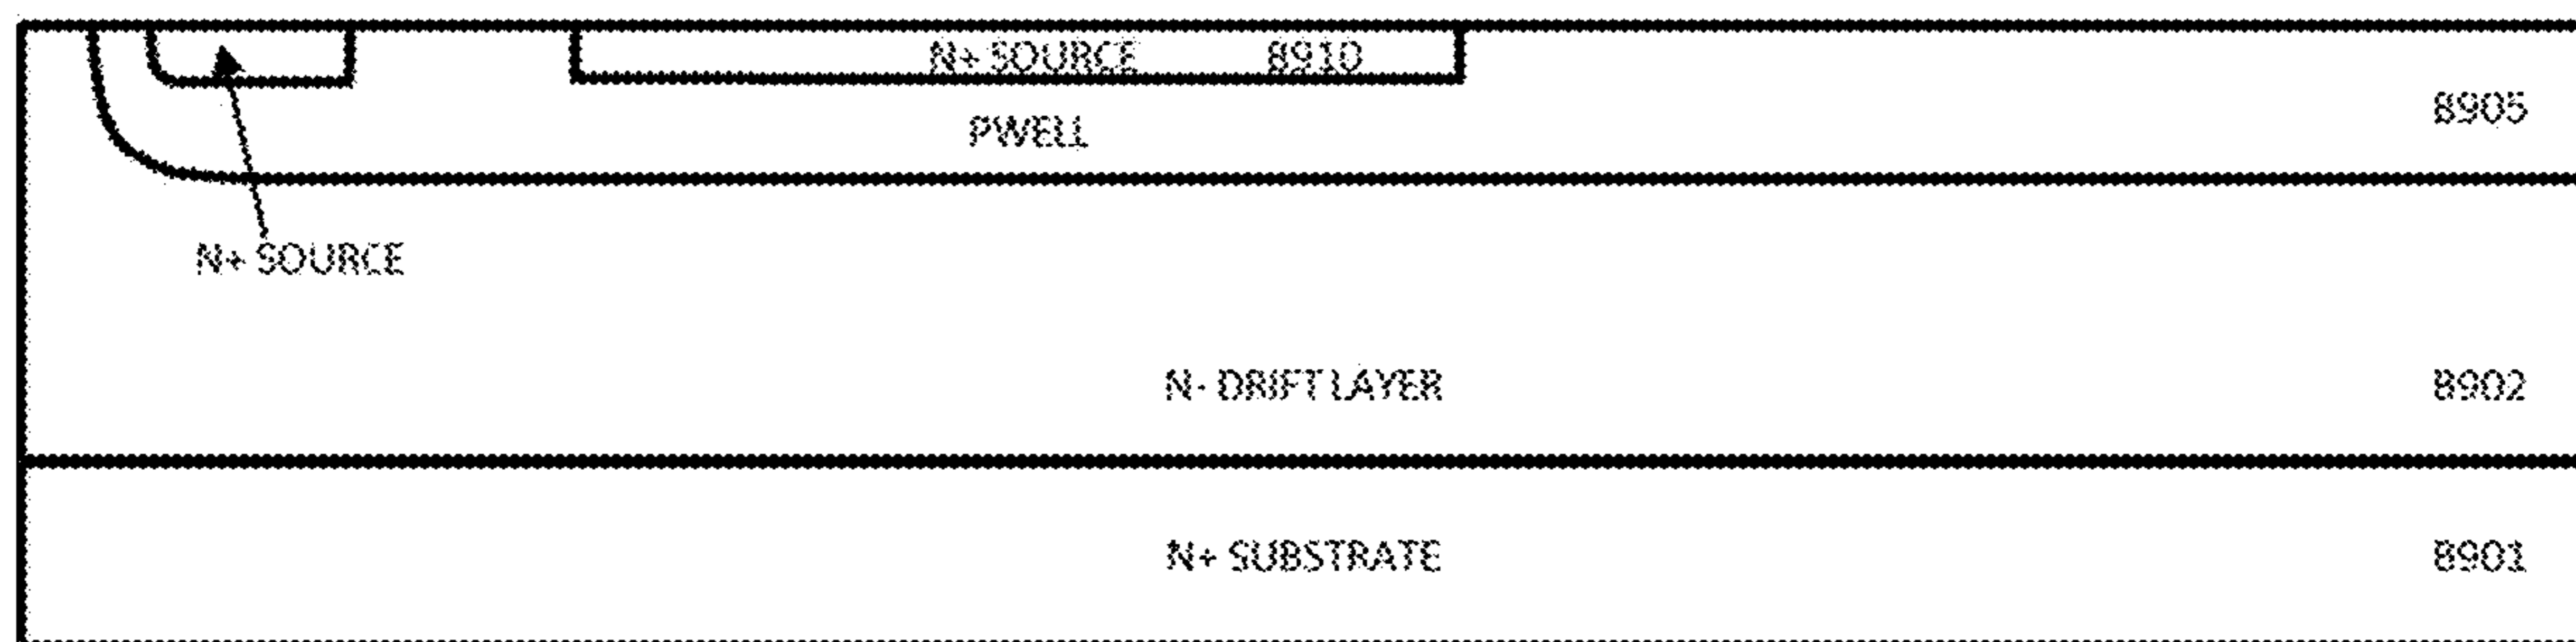 N+ SOURCE 8910
8905
PWELL
N+ SOURCE
N- DRIFT LAYER 8902
N+ SUBSTRATE 8901